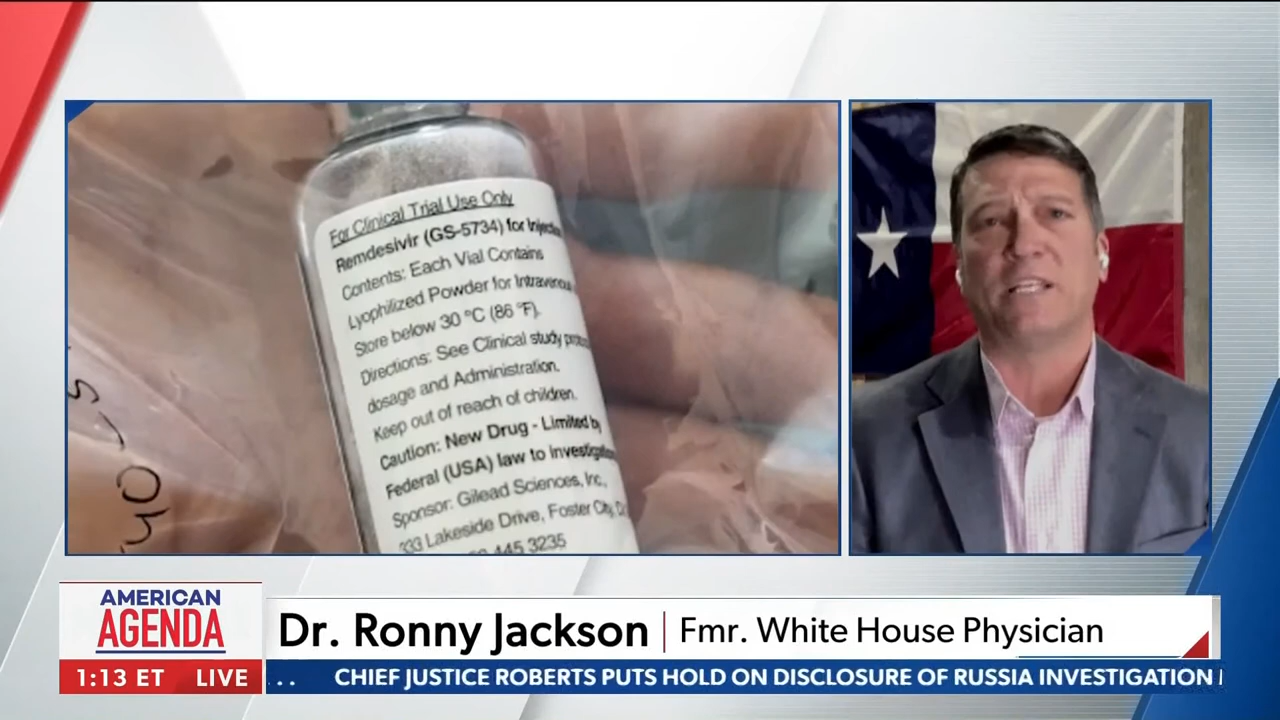 For Clinical Trial Use Only
Remdesivir (GS-5734) for
Contents: Each Vial Contains
Lyophilized Powder for Intravenous
Store below 30 °C (86 °F).
Directions: See Clinical study
dosage and Administration.
Keep out of reach of children.
Caution: New Drug - Limited by
Federal (USA) law to
Sponsor: Gilead Sciences, Inc.,
333 Lakeside Drive, Foster City,
445 3235
AMERICAN
AGENDA
Dr. Ronny Jackson
Fmr. White House Physician
1:13 ET LIVE
... CHIEF JUSTICE ROBERTS PUTS HOLD ON DISCLOSURE OF RUSSIA INVESTIGATION